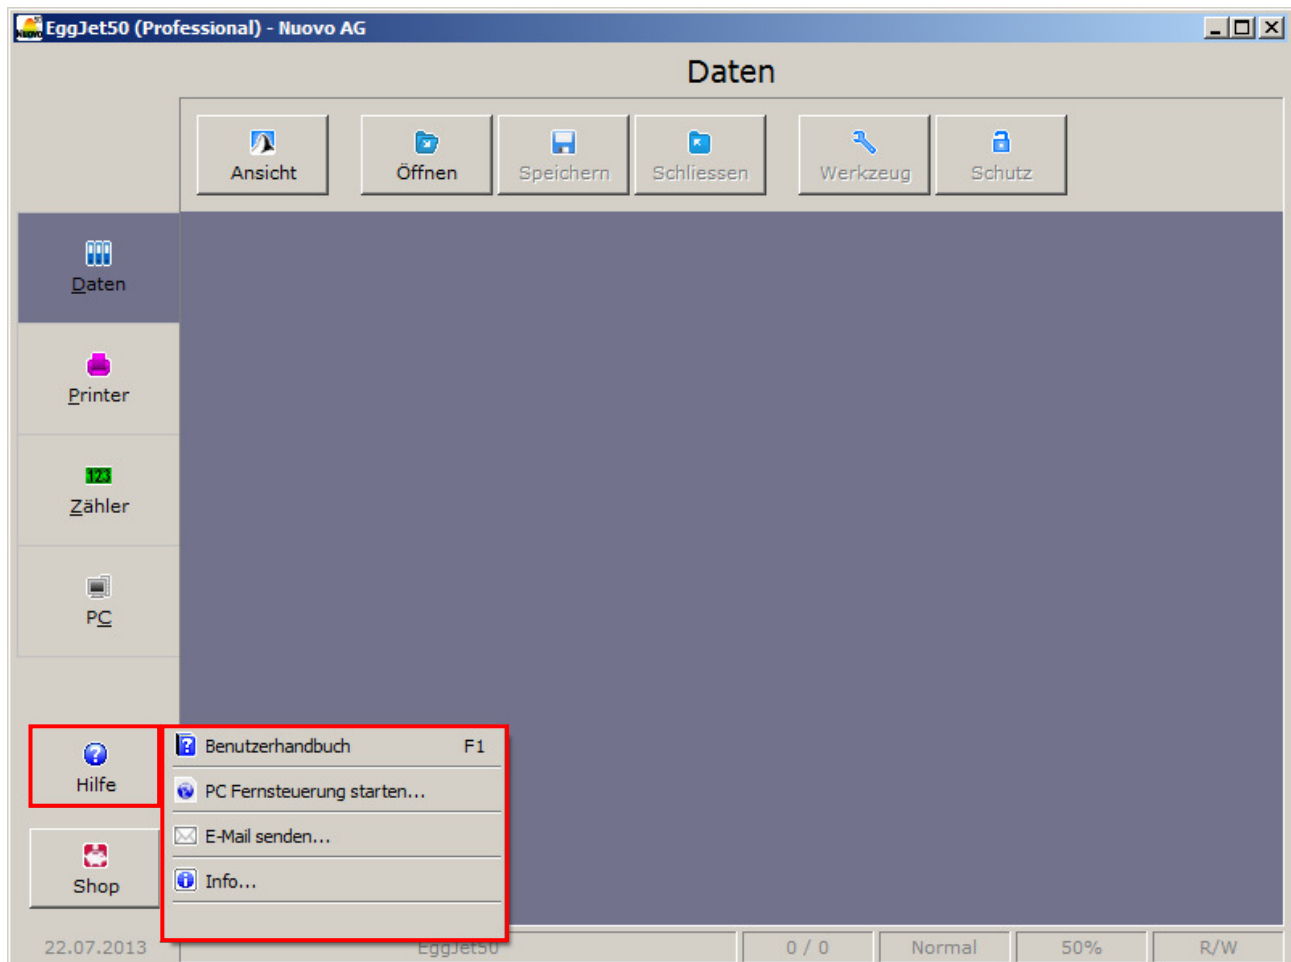 EggJet50 (Professional) - Nuovo AG
Daten
Ansicht
Öffnen
Speichern
Schliessen
Werkzeug
Schutz
Daten
Printer
123
Zähler
PC
Hilfe
Benutzerhandbuch F1
PC Fernsteuerung starten...
E-Mail senden...
Info...
Shop
22.07.2013 EggJet50 0 / 0 Normal 50% R/W